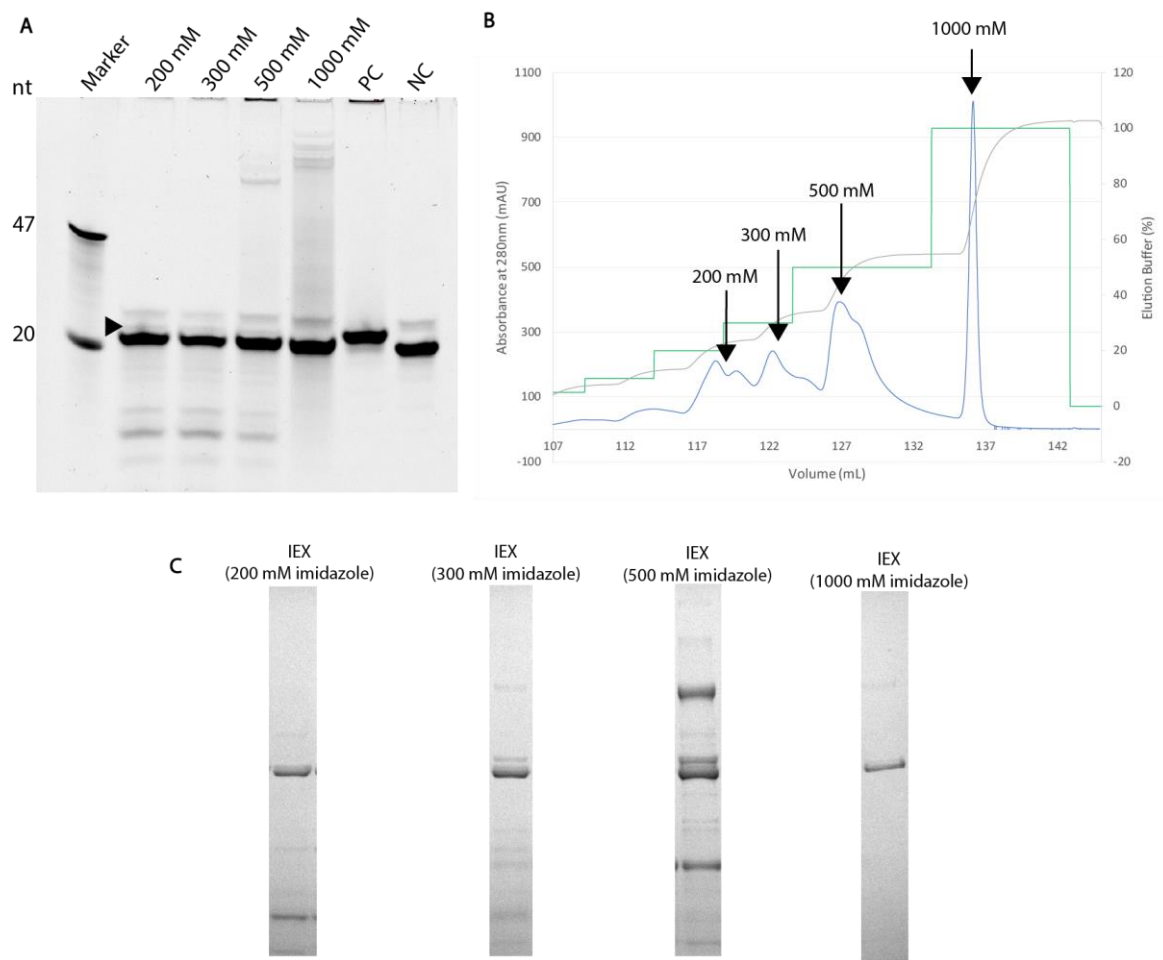 A
nt
Marker
200 mM
300 mM
500 mM
1000 mM
PC
NC
47
20
B
1000 mM
500 mM
300 mM
200 mM
1100
900
700
500
300
100
-100
Absorbance at 280nm (mAU)
107
112
117
122
127
132
137
142
Volume (mL)
120
100
80
60
40
20
0
-20
Elution Buffer (%)
C
IEX
(200 mM imidazole)
IEX
(300 mM imidazole)
IEX
(500 mM imidazole)
IEX
(1000 mM imidazole)